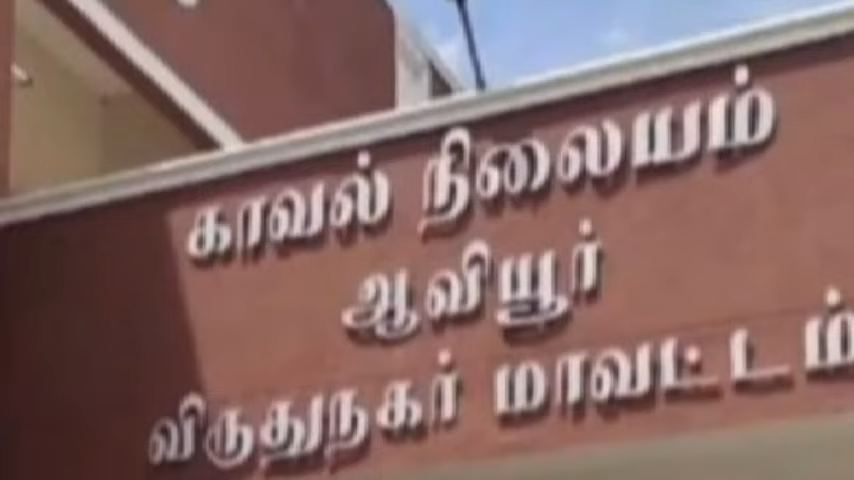 காவல் நிலையம்
ஆவியூர்
விருதுநகர் மாவட்டம்